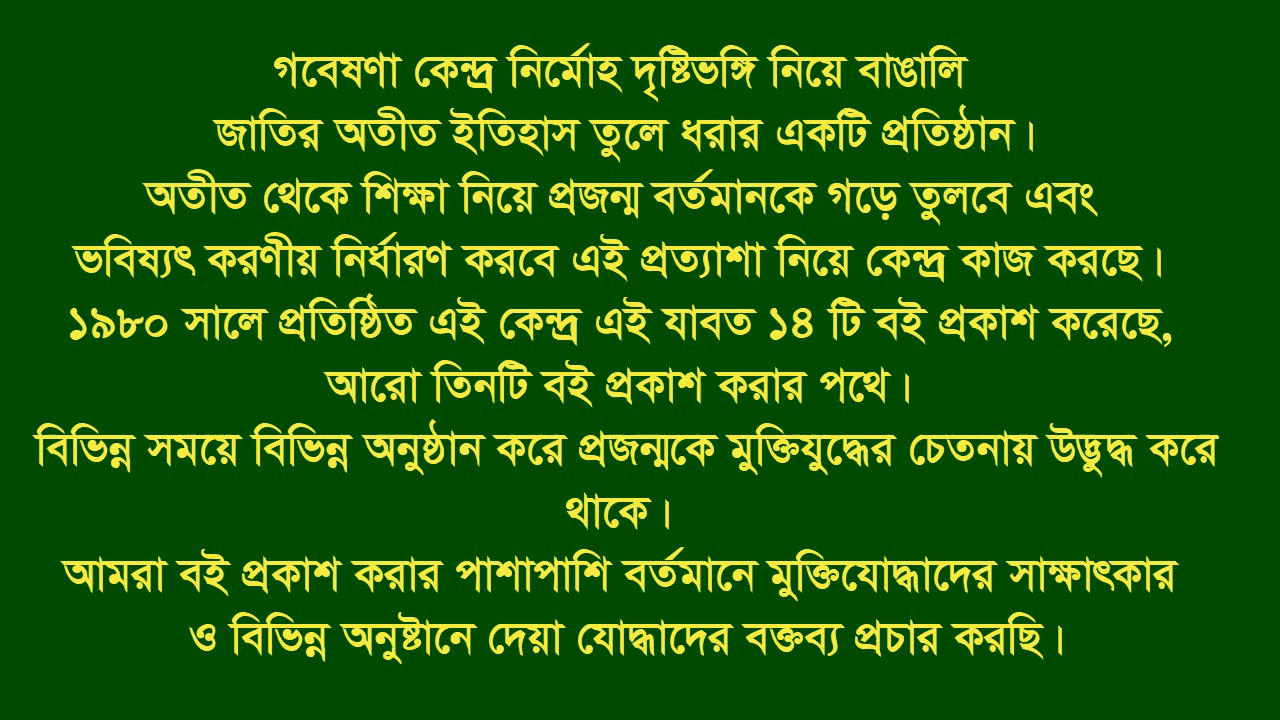 গবেষণা কেন্দ্র নির্মোহ দৃষ্টিভঙ্গি নিয়ে বাঙালি
জাতির অতীত ইতিহাস তুলে ধরার একটি প্রতিষ্ঠান।
অতীত থেকে শিক্ষা নিয়ে প্রজন্ম বর্তমানকে গড়ে তুলবে এবং
ভবিষ্যৎ করণীয় নির্ধারণ করবে এই প্রত্যাশা নিয়ে কেন্দ্র কাজ করছে।
১৯৮০ সালে প্রতিষ্ঠিত এই কেন্দ্র এই যাবত ১৪ টি বই প্রকাশ করেছে,
আরো তিনটি বই প্রকাশ করার পথে।
বিভিন্ন সময়ে বিভিন্ন অনুষ্ঠান করে প্রজন্মকে মুক্তিযুদ্ধের চেতনায় উদ্ভুদ্ধ করে
থাকে।
আমরা বই প্রকাশ করার পাশাপাশি বর্তমানে মুক্তিযোদ্ধাদের সাক্ষাৎকার
ও বিভিন্ন অনুষ্টানে দেয়া যোদ্ধাদের বক্তব্য প্রচার করছি।